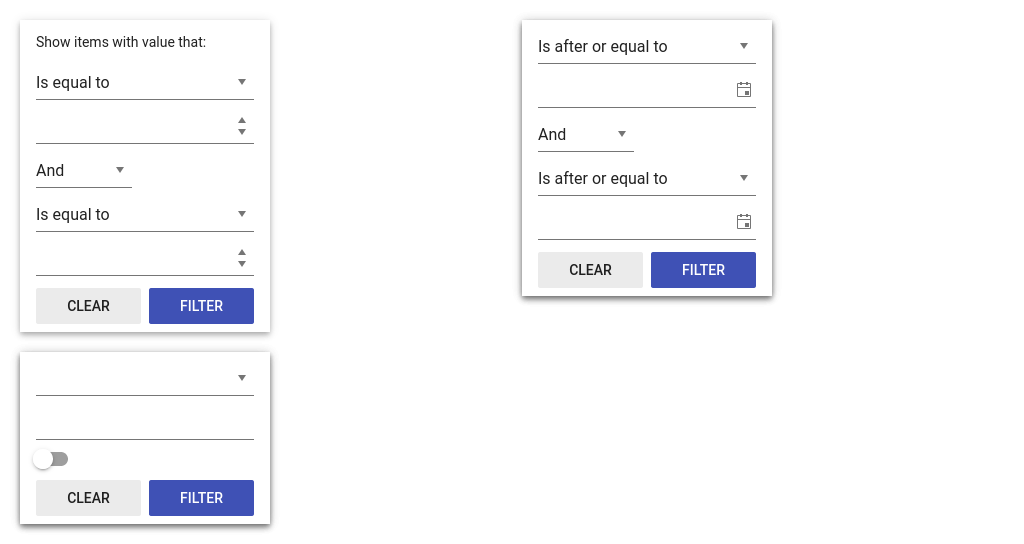 Show items with value that:
Is equal to
And
Is equal to
CLEAR FILTER
Is after or equal to
And
Is after or equal to
CLEAR FILTER
CLEAR FILTER